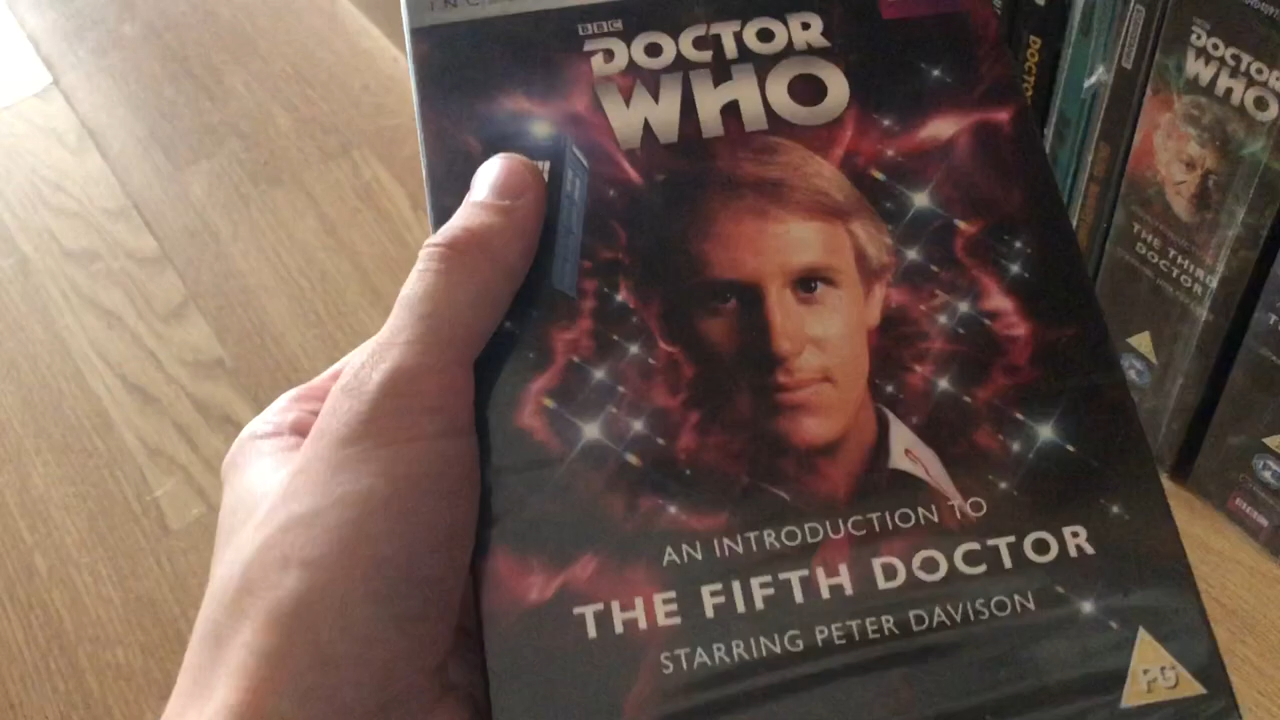 BBC
DOCTOR
WHO
AN INTRODUCTION TO
THE FIFTH DOCTOR
STARRING PETER DAVISON
PG
DOCTOR
WHO
THE THIRD
DOCTOR